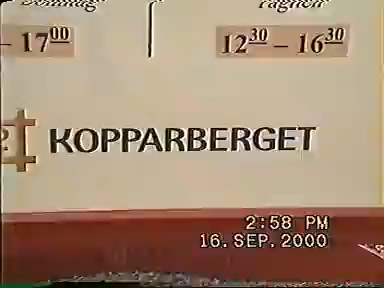 – 17⁰⁰
12³⁰ – 16³⁰
KOPPARBERGET
2:58 PM
16. SEP. 2000